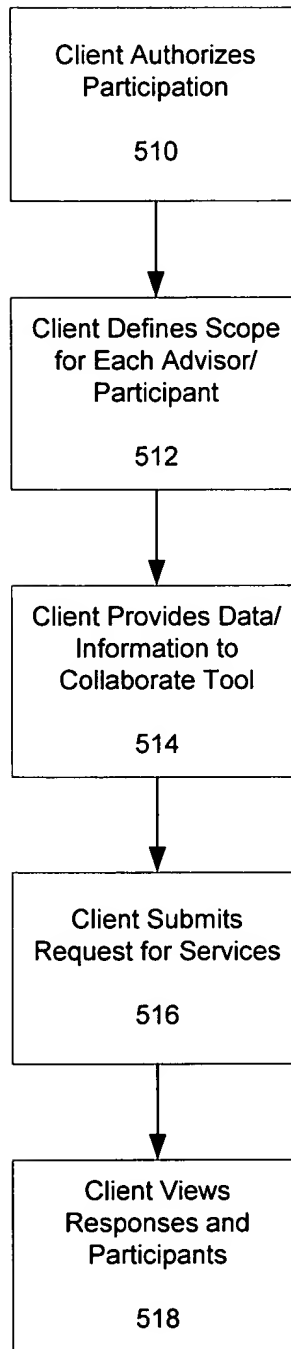 Client Authorizes
Participation
510
Client Defines Scope
for Each Advisor/
Participant
512
Client Provides Data/
Information to
Collaborate Tool
514
Client Submits
Request for Services
516
Client Views
Responses and
Participants
518